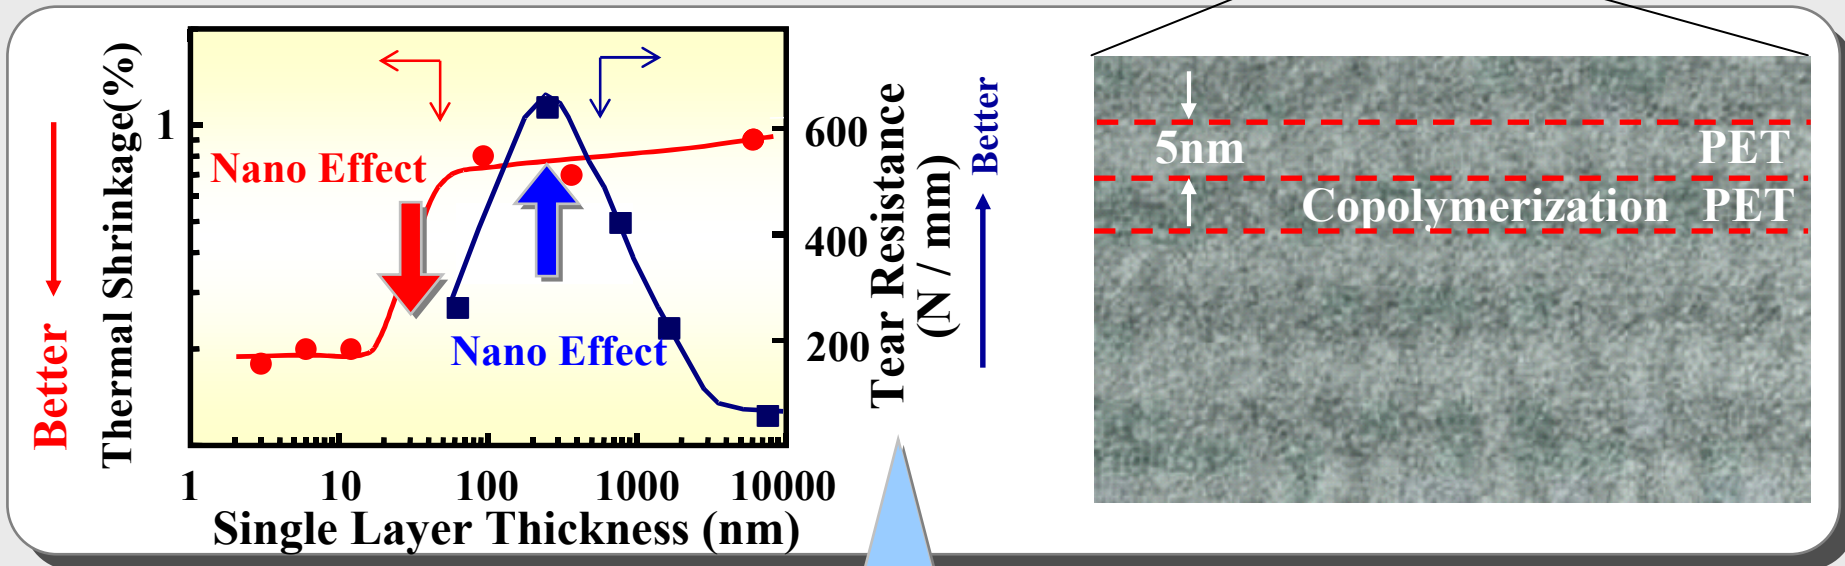 Better
Thermal Shrinkage(%)
1
Nano Effect
Nano Effect
600
400
200
Tear Resistance
(N / mm)
Better
1 10 100 1000 10000
Single Layer Thickness (nm)
5nm PET
Copolymerization PET